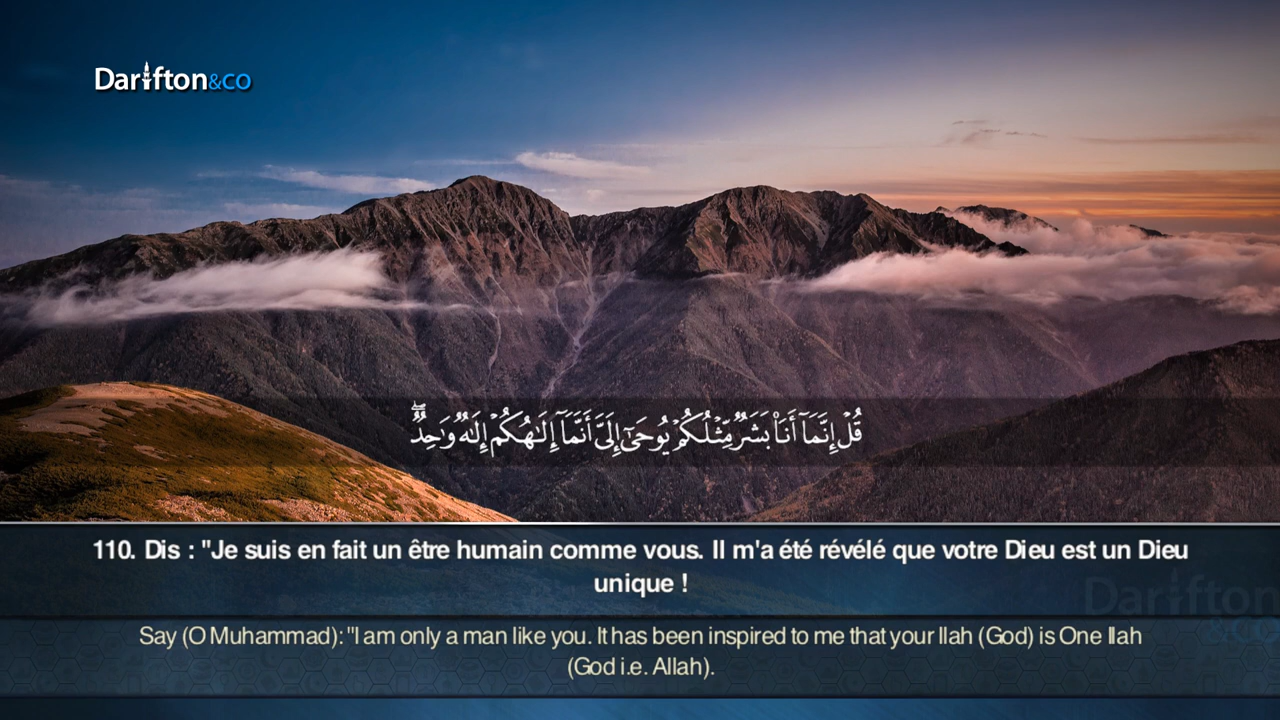 Darifton&co
قُلْ إِنَّمَآ أَنَا۠ بَشَرٌ مِّثْلُكُمْ يُوحَىٰٓ إِلَىَّ أَنَّمَآ إِلَٰهُكُمْ إِلَٰهٌ وَٰحِدٌ ۖ
110. Dis : "Je suis en fait un être humain comme vous. Il m'a été révélé que votre Dieu est un Dieu
unique !
Darifton
&co
Say (O Muhammad): "I am only a man like you. It has been inspired to me that your Ilah (God) is One Ilah
(God i.e. Allah).